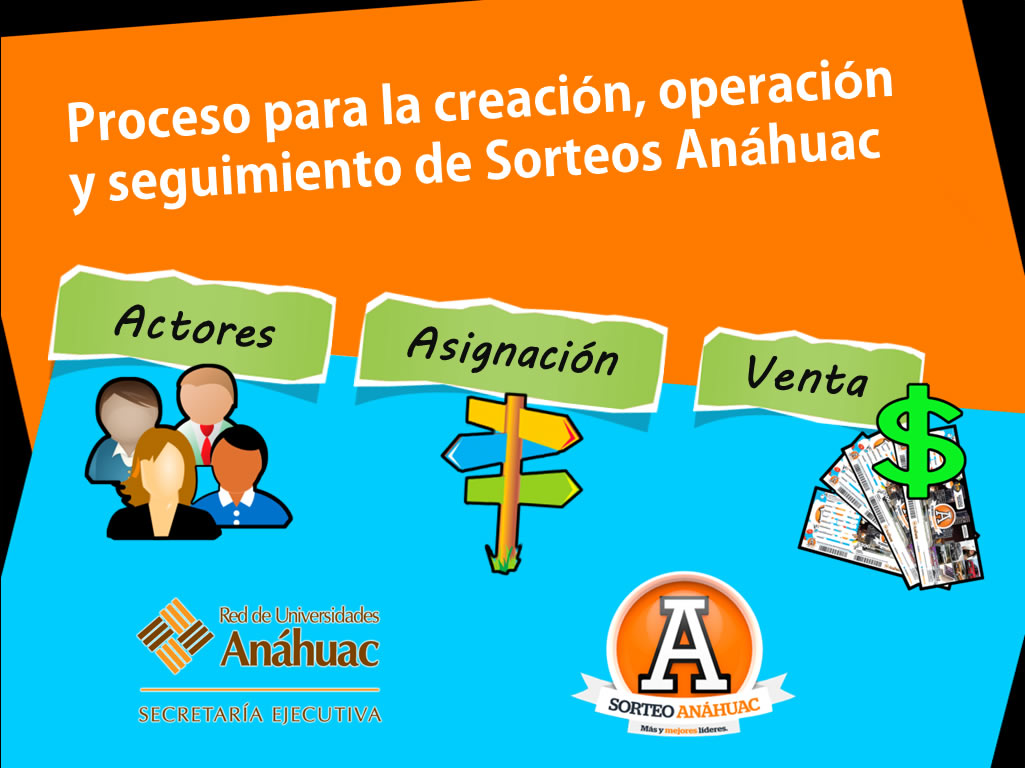 Proceso para la creación, operación
y seguimiento de Sorteos Anáhuac
Actores
Asignación
Venta
$
A
Red de Universidades
Anáhuac
SECRETARÍA EJECUTIVA
A
SORTEO ANÁHUAC
Más y mejores líderes.